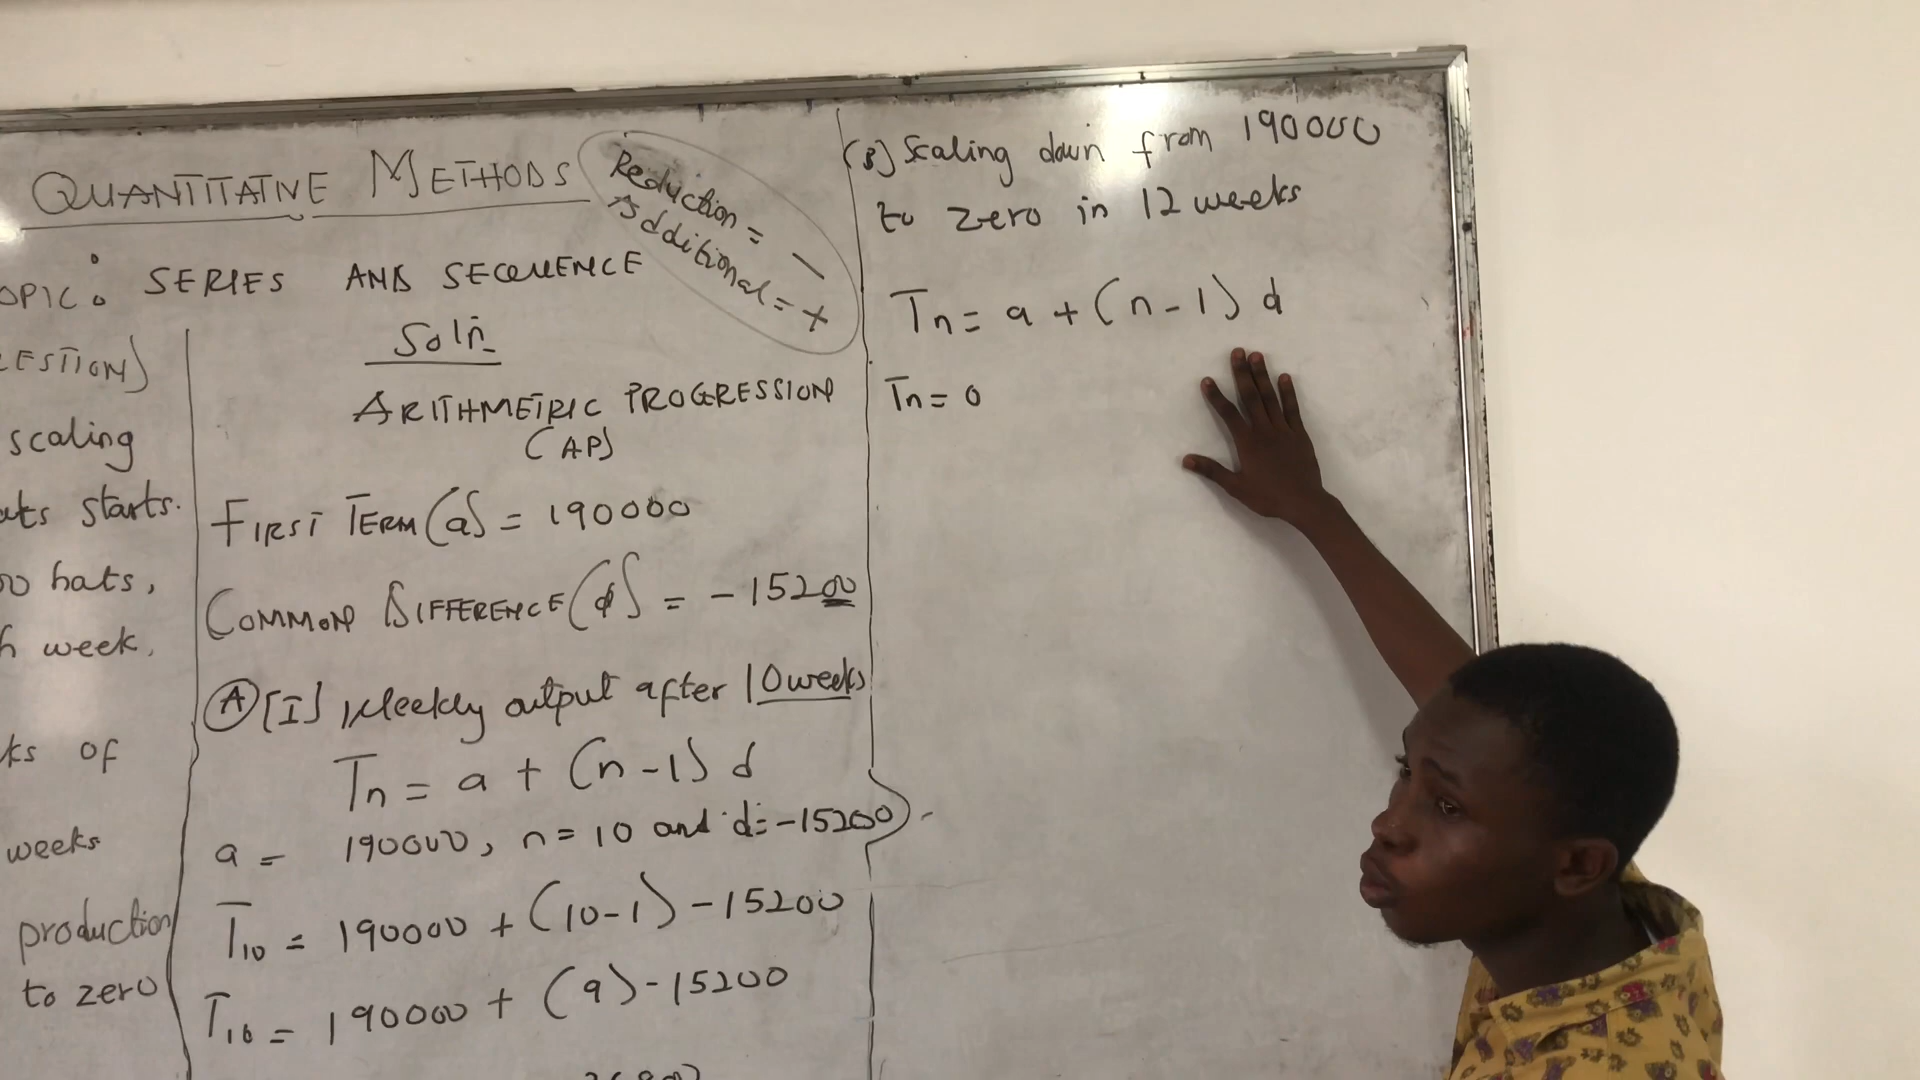 QUANTITATIVE METHODS
Reduction = -
Additional = +
OPIC: SERIES AND SEQUENCE
ESTION)
scaling
starts.
hats,
week.
ks of
weeks
production
to zero
Soln
ARITHMETRIC PROGRESSION
(AP)
FIRST TERM (a) = 190000
COMMON DIFFERENCE (d) = -15200
(A) [I] Weekly output after 10 weeks
Tn = a + (n-1) d
a = 190000, n = 10 and d = -15200
T10 = 190000 + (10-1) -15200
T10 = 190000 + (9) -15200
(B) Scaling down from 190000
to zero in 12 weeks
Tn = a + (n-1) d
Tn = 0